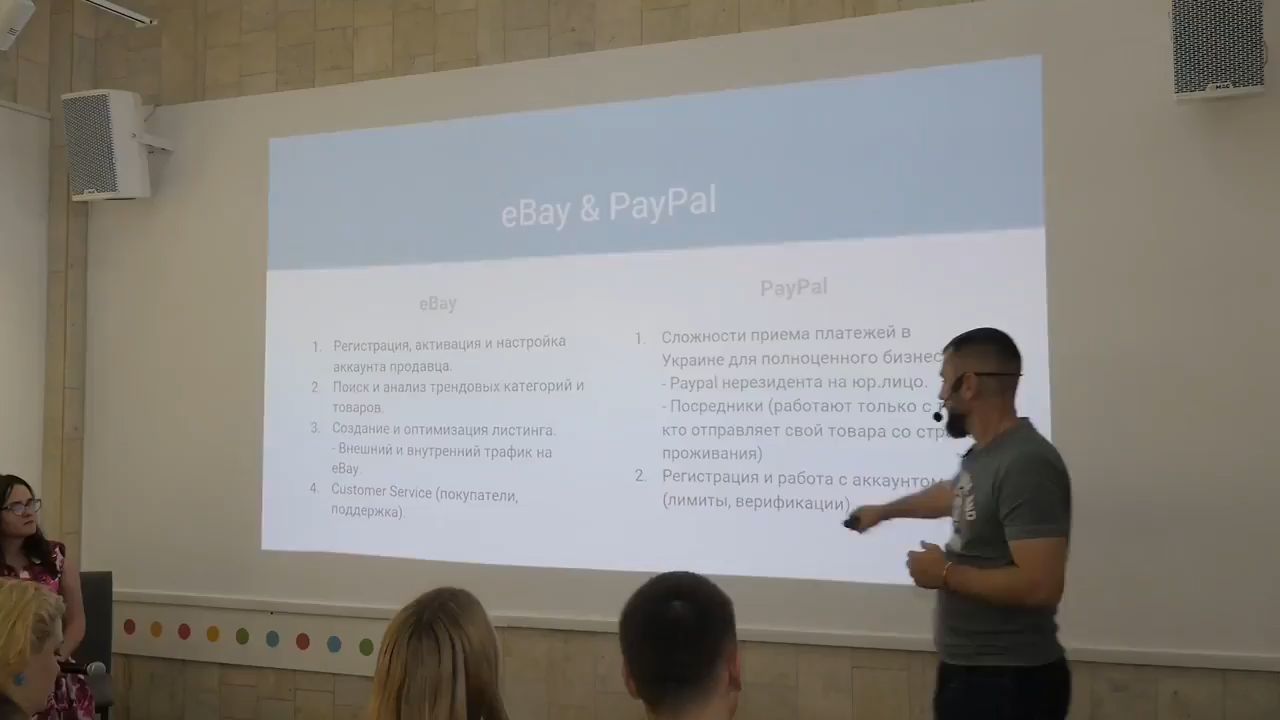 eBay & PayPal
eBay
1. Регистрация, активация и настройка
аккаунта продавца.
2. Поиск и анализ трендовых категорий и
товаров.
3. Создание и оптимизация листинга.
- Внешний и внутренний трафик на
eBay.
4. Customer Service (покупатели,
поддержка).
PayPal
1. Сложности приема платежей в
Украине для полноценного
- Paypal нерезидента на юр.лицо.
- Посредники (работают только с
кто отправляет свой товара со
проживания)
2. Регистрация и работа с аккаунтом
(лимиты, верификации)